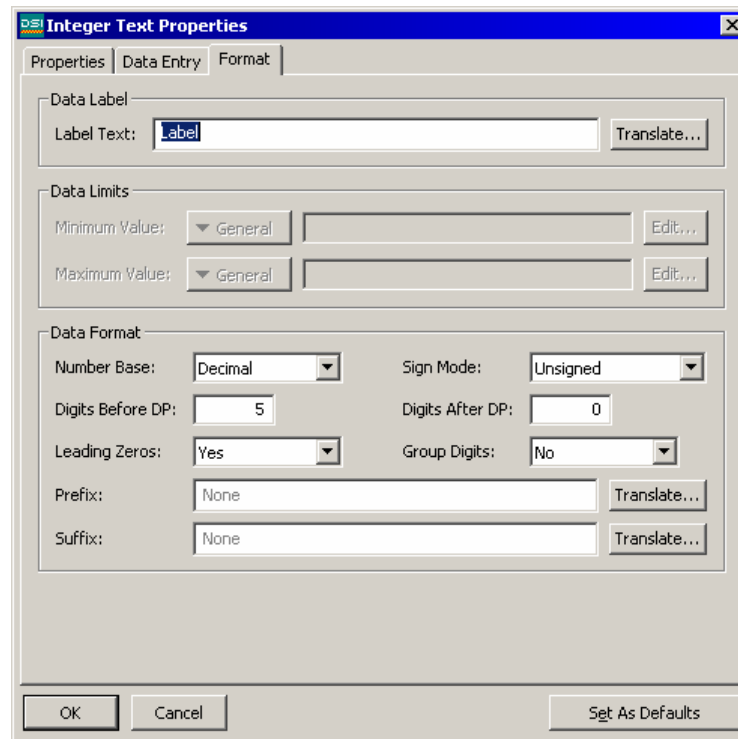 DSI Integer Text Properties
Properties Data Entry Format
Data Label
Label Text: Label Translate...
Data Limits
Minimum Value: General Edit...
Maximum Value: General Edit...
Data Format
Number Base: Decimal Sign Mode: Unsigned
Digits Before DP: 5 Digits After DP: 0
Leading Zeros: Yes Group Digits: No
Prefix: None Translate...
Suffix: None Translate...
OK Cancel Set As Defaults